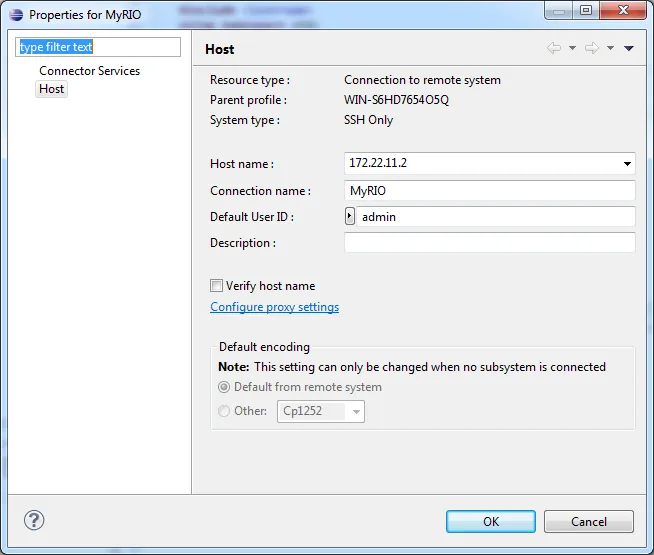 Properties for MyRIO
type filter text
Connector Services
Host
Host
Resource type : Connection to remote system
Parent profile : WIN-S6HD7654O5Q
System type : SSH Only
Host name : 172.22.11.2
Connection name : MyRIO
Default User ID : admin
Description :
Verify host name
Configure proxy settings
Default encoding
Note: This setting can only be changed when no subsystem is connected
Default from remote system
Other: Cp1252
OK Cancel